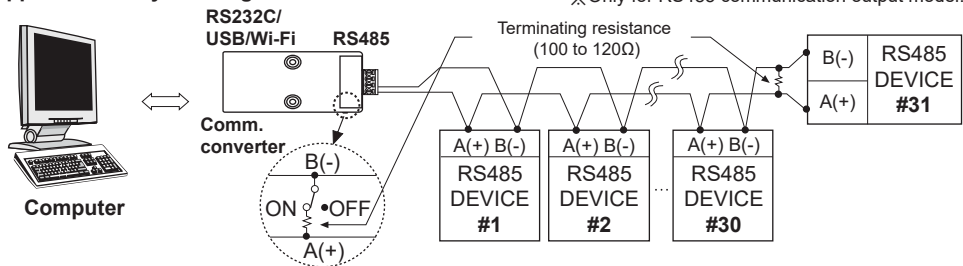 ※Only for RS485 communication output model.
RS232C/
USB/Wi-Fi
RS485
Terminating resistance
(100 to 120Ω)
B(-)
A(+)
RS485
DEVICE
#31
Comm.
converter
Computer
B(-)
ON
OFF
A(+)
A(+) B(-)
RS485
DEVICE
#1
A(+) B(-)
RS485
DEVICE
#2
...
A(+) B(-)
RS485
DEVICE
#30